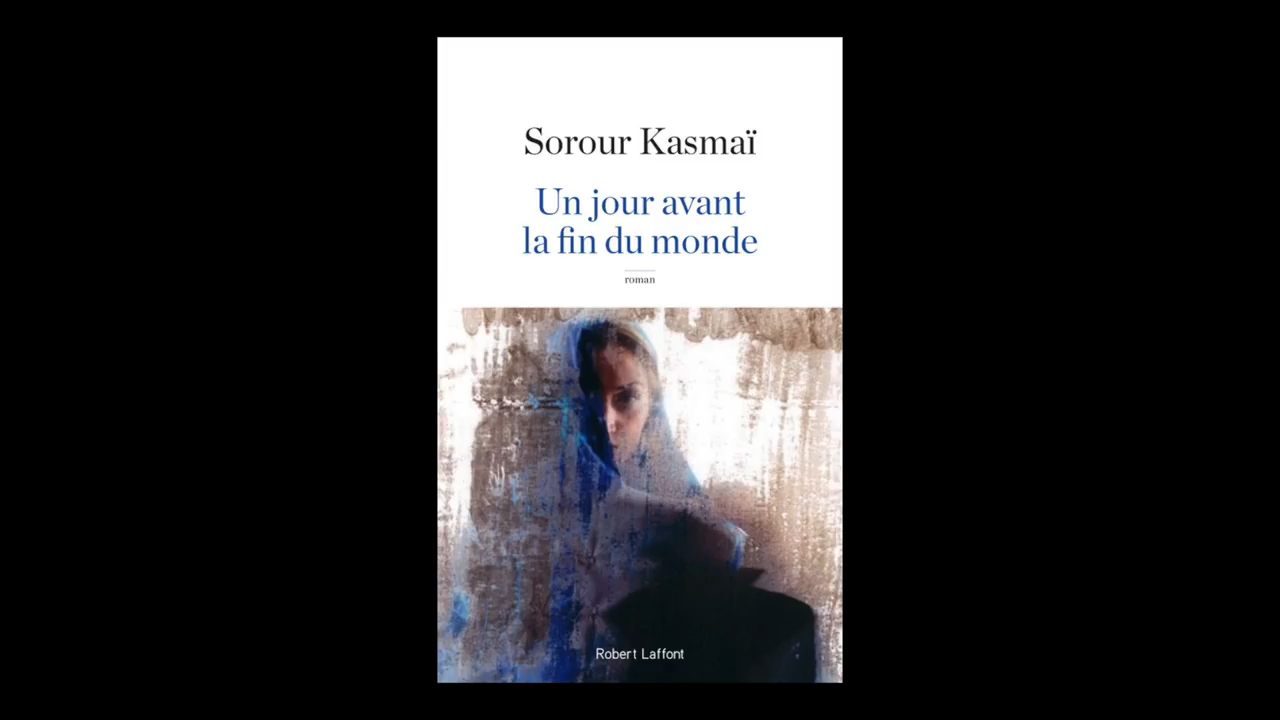 Sorour Kasmaï
Un jour avant
la fin du monde
roman
Robert Laffont